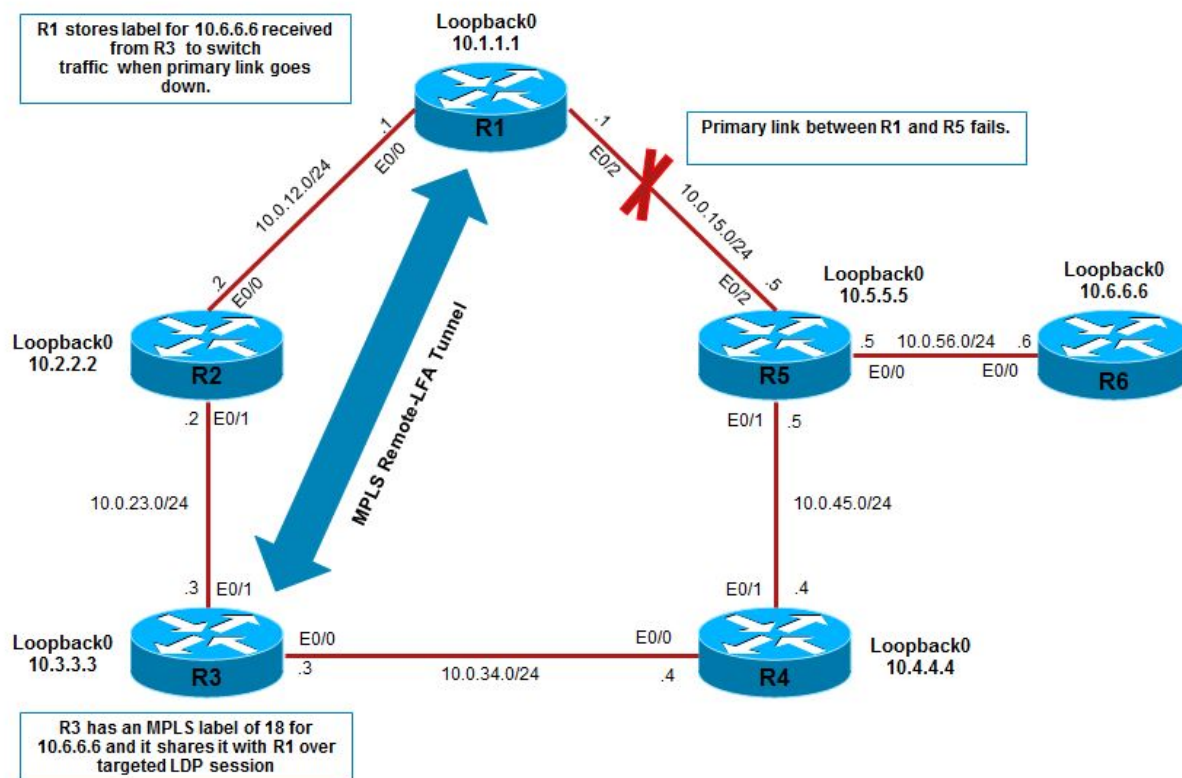 R1 stores label for 10.6.6.6 received
from R3 to switch
traffic when primary link goes
down.
Loopback0
10.1.1.1
R1
.1
E0/0
.1
E0/2
Primary link between R1 and R5 fails.
10.0.12.0/24
10.0.15.0/24
.2
E0/0
.5
E0/2
Loopback0
10.2.2.2
R2
MPLS Remote-LFA Tunnel
Loopback0
10.5.5.5
R5
Loopback0
10.6.6.6
.5
10.0.56.0/24
.6
E0/0
E0/0
R6
.2
E0/1
E0/1
.5
10.0.23.0/24
10.0.45.0/24
.3
E0/1
E0/1
.4
Loopback0
10.3.3.3
R3
E0/0
.3
10.0.34.0/24
E0/0
.4
R4
Loopback0
10.4.4.4
R3 has an MPLS label of 18 for
10.6.6.6 and it shares it with R1 over
targeted LDP session